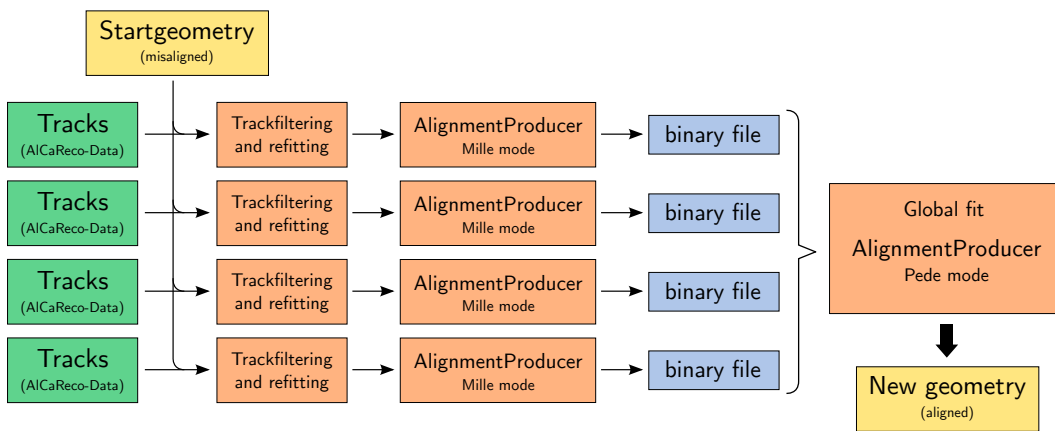 Startgeometry
(misaligned)
Tracks
(AlCaReco-Data)
Trackfiltering
and refitting
AlignmentProducer
Mille mode
binary file
Tracks
(AlCaReco-Data)
Trackfiltering
and refitting
AlignmentProducer
Mille mode
binary file
Tracks
(AlCaReco-Data)
Trackfiltering
and refitting
AlignmentProducer
Mille mode
binary file
Tracks
(AlCaReco-Data)
Trackfiltering
and refitting
AlignmentProducer
Mille mode
binary file
Global fit
AlignmentProducer
Pede mode
New geometry
(aligned)